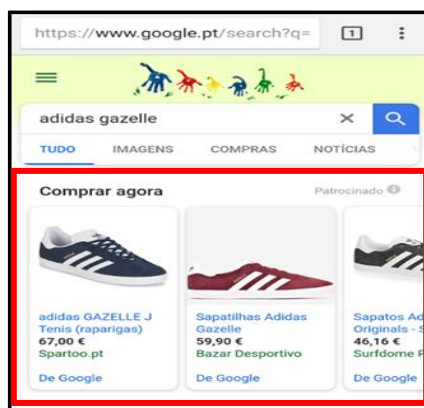 https://www.google.pt/search?q=
1
adidas gazelle
TUDO IMAGENS COMPRAS NOTÍCIAS
Comprar agora Patrocinado
adidas GAZELLE J Sapatilhas Adidas Sapatos Ad
Tenis (raparigas) Gazelle Originals - S
67,00 € 59,90 € 46,16 €
Spartoo.pt Bazar Desportivo Surfdome P
De Google De Google De Google